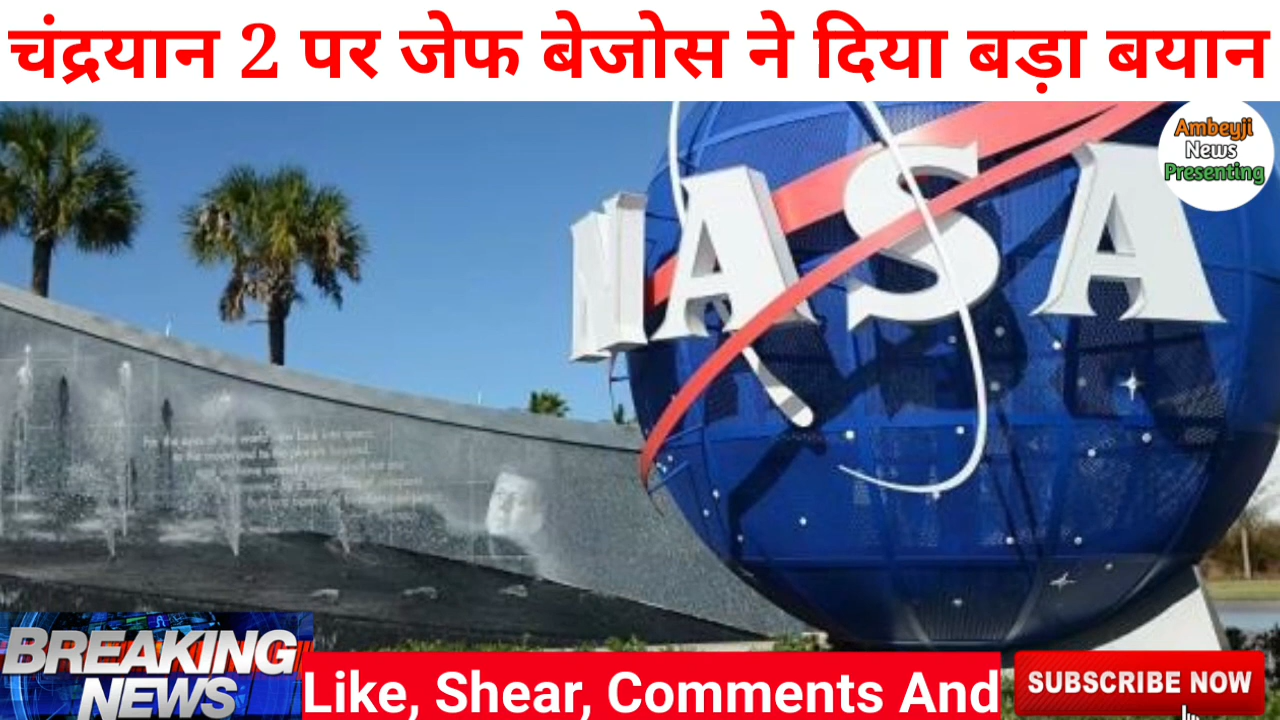 चंद्रयान 2 पर जेफ बेजोस ने दिया बड़ा बयान
Ambeyji
News
Presenting
NASA
BREAKING
NEWS
Like, Shear, Comments And
SUBSCRIBE NOW